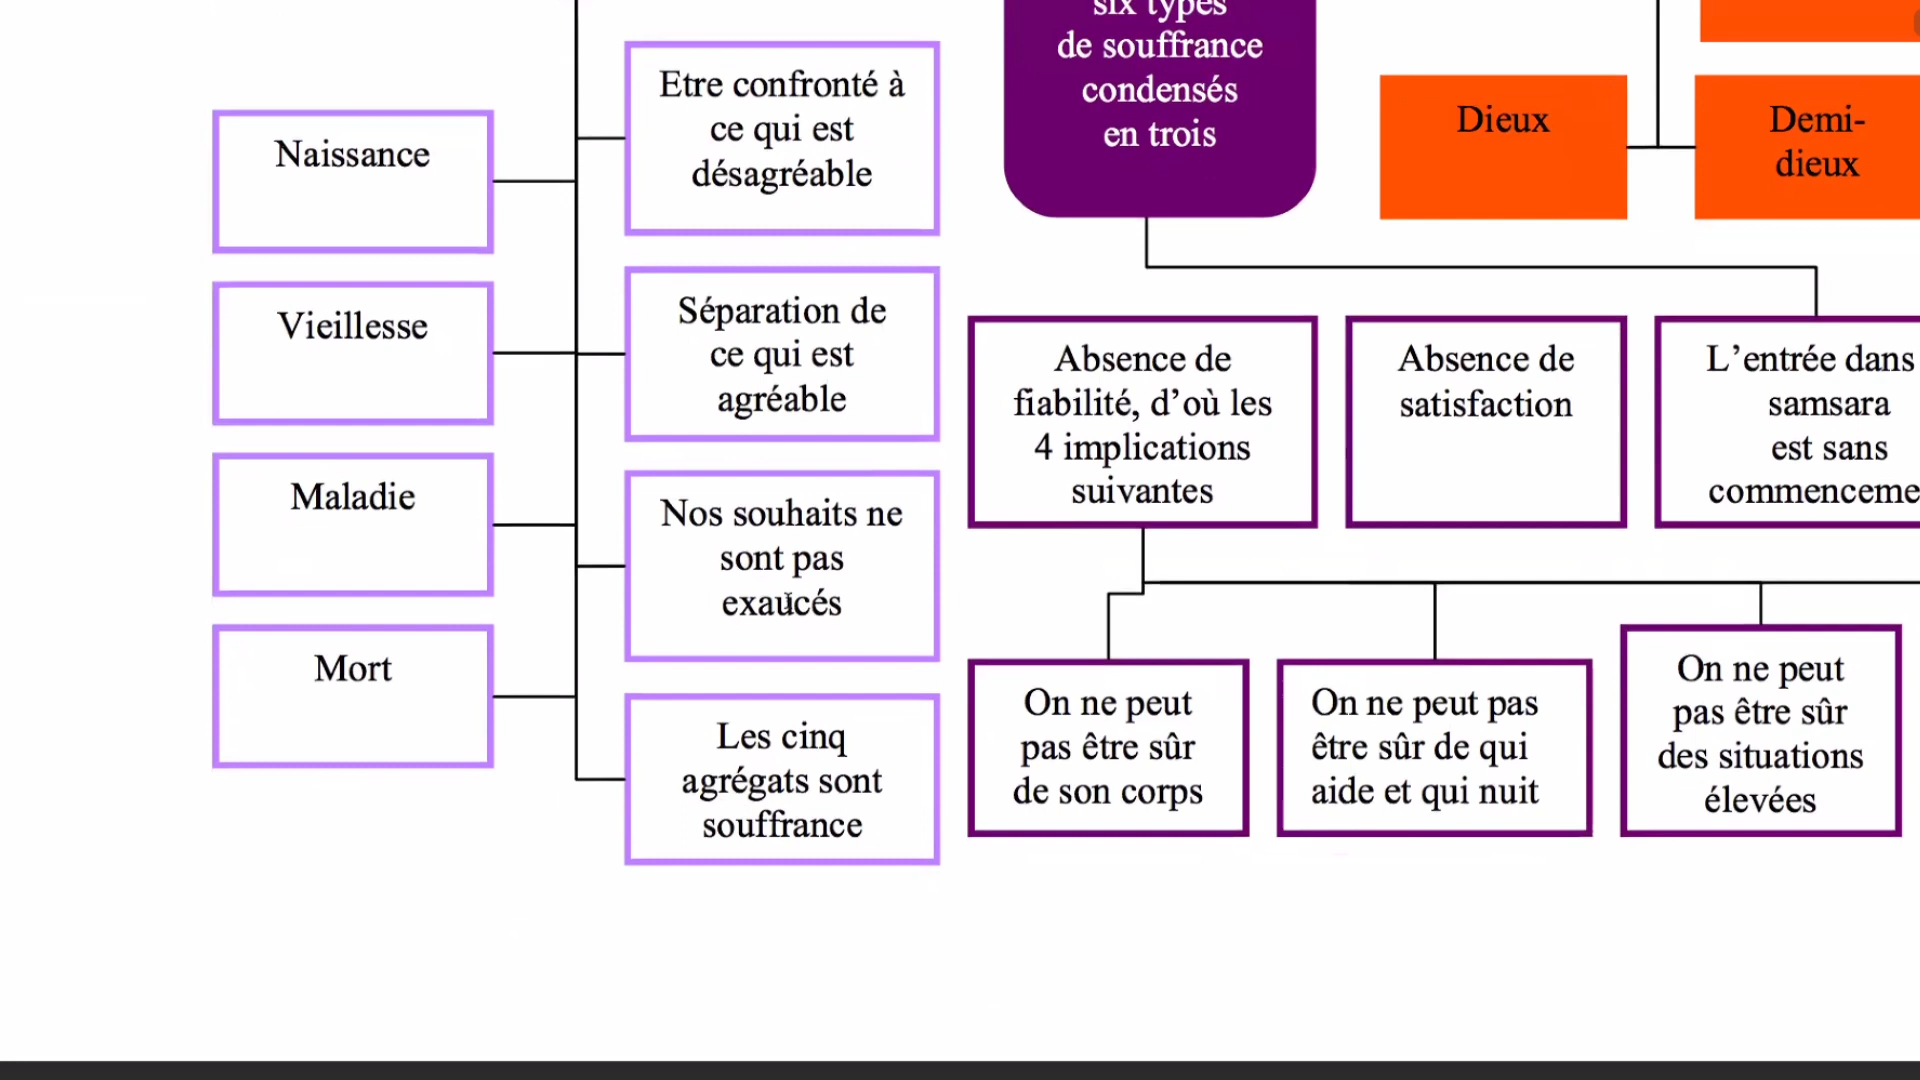 Naissance
Vieillesse
Maladie
Mort
Etre confronté à
ce qui est
désagréable
Séparation de
ce qui est
agréable
Nos souhaits ne
sont pas
exaucés
Les cinq
agrégats sont
souffrance
six types
de souffrance
condensés
en trois
Dieux
Demi-
dieux
Absence de
fiabilité, d’où les
4 implications
suivantes
Absence de
satisfaction
L’entrée dans
samsara
est sans
commenceme
On ne peut
pas être sûr
de son corps
On ne peut pas
être sûr de qui
aide et qui nuit
On ne peut
pas être sûr
des situations
élevées